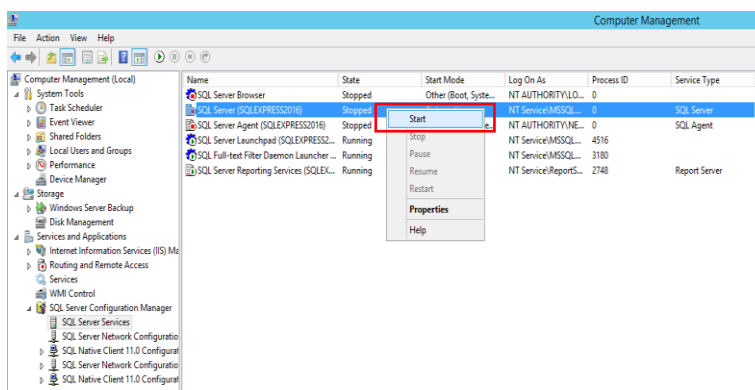 Computer Management
File Action View Help
Computer Management (Local)
System Tools
Task Scheduler
Event Viewer
Shared Folders
Local Users and Groups
Performance
Device Manager
Storage
Windows Server Backup
Disk Management
Services and Applications
Internet Information Services (IIS) Ma
Routing and Remote Access
Services
WMI Control
SQL Server Configuration Manager
SQL Server Services
SQL Server Network Configuratio
SQL Native Client 11.0 Configurat
SQL Server Network Configuratio
SQL Native Client 11.0 Configurat
Name State Start Mode Log On As Process ID Service Type
SQL Server Browser Stopped Other (Boot, Syste... NT AUTHORITY\LO... 0
SQL Server (SQLEXPRESS2016) Stopped NT Service\MSSQL... 0 SQL Server
SQL Server Agent (SQLEXPRESS2016) Stopped e... NT AUTHORITY\NE... 0 SQL Agent
SQL Server Launchpad (SQLEXPRESS2... Running NT Service\MSSQL... 4516
SQL Full-text Filter Daemon Launcher ... Running NT Service\MSSQL... 3180
SQL Server Reporting Services (SQLEX... Running NT Service\ReportS... 2748 Report Server
Start
Stop
Pause
Resume
Restart
Properties
Help